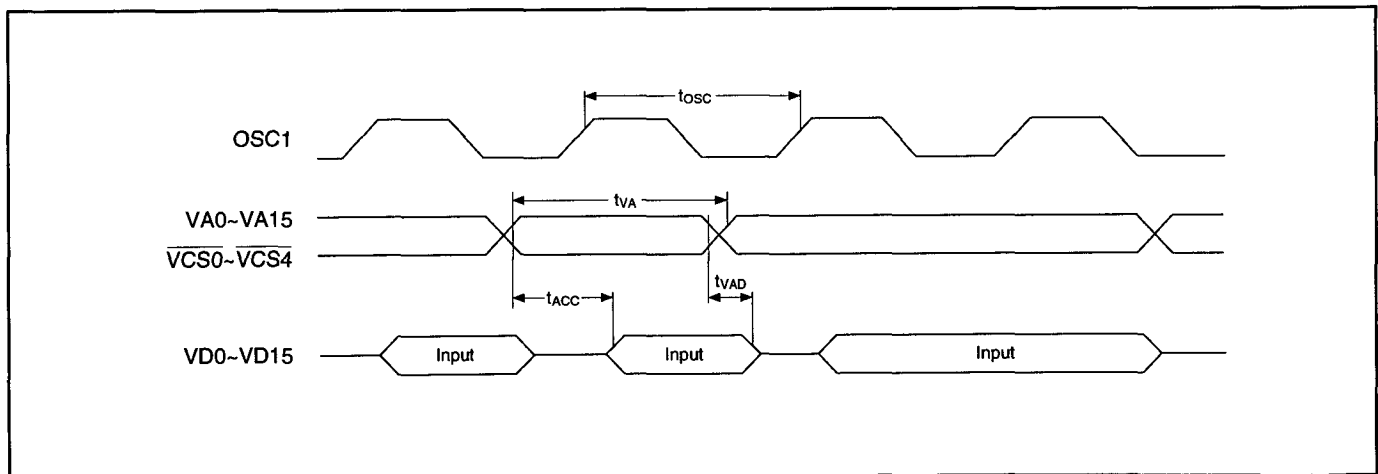 tOSC
OSC1
tVA
VA0~VA15
VCS0~VCS4
tVAD
tACC
VD0~VD15 Input Input Input